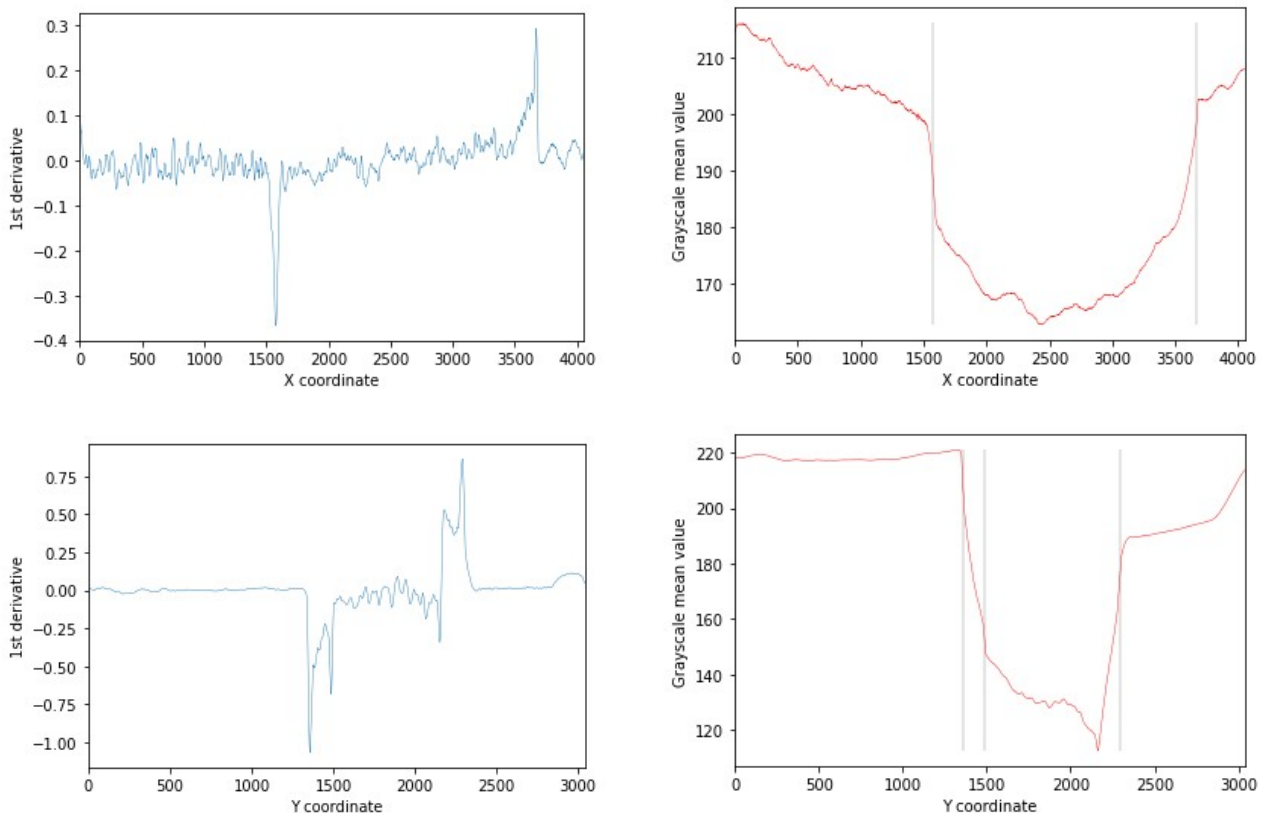 0.3
0.2
0.1
0.0
−0.1
−0.2
−0.3
−0.4
1st derivative
0 500 1000 1500 2000 2500 3000 3500 4000
X coordinate
210
200
190
180
170
Grayscale mean value
0 500 1000 1500 2000 2500 3000 3500 4000
X coordinate
0.75
0.50
0.25
0.00
−0.25
−0.50
−0.75
−1.00
1st derivative
0 500 1000 1500 2000 2500 3000
Y coordinate
220
200
180
160
140
120
Grayscale mean value
0 500 1000 1500 2000 2500 3000
Y coordinate